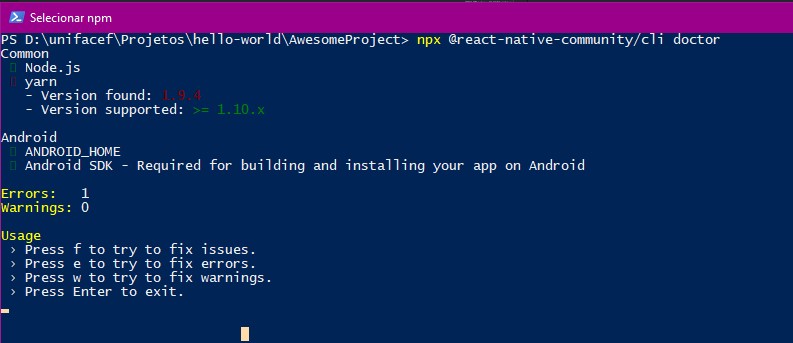 Selecionar npm
PS D:\unifacef\Projetos\hello-world\AwesomeProject> npx @react-native-community/cli doctor
Common
Node.js
yarn
- Version found: 1.9.4
- Version supported: >= 1.10.x
Android
ANDROID_HOME
Android SDK - Required for building and installing your app on Android
Errors: 1
Warnings: 0
Usage
› Press f to try to fix issues.
› Press e to try to fix errors.
› Press w to try to fix warnings.
› Press Enter to exit.